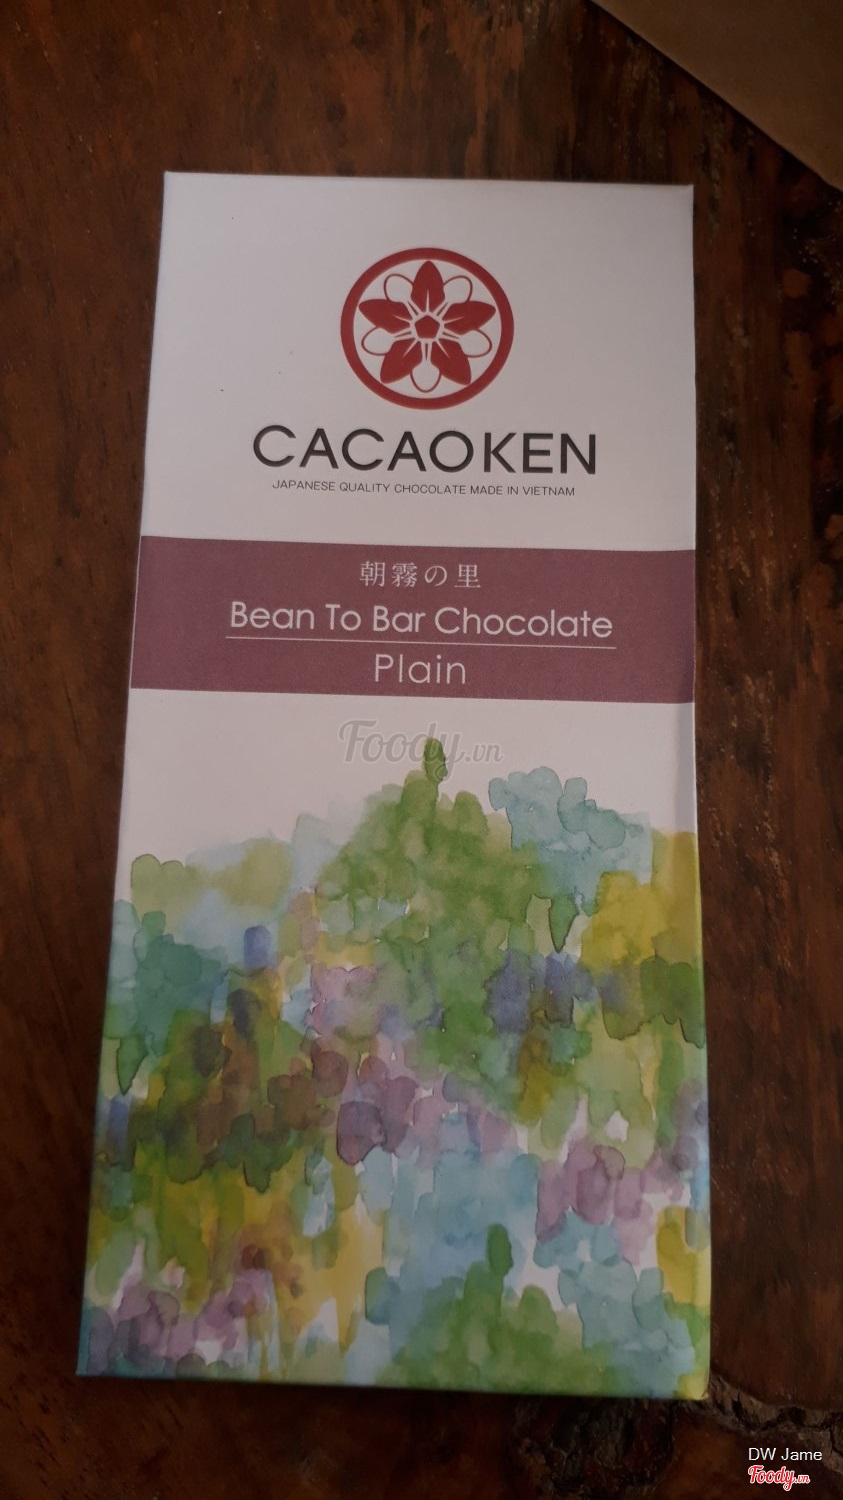 CACAOKEN
JAPANESE QUALITY CHOCOLATE MADE IN VIETNAM
朝霧の里
Bean To Bar Chocolate
Plain
Foody.vn
DW Jame
Foody.vn